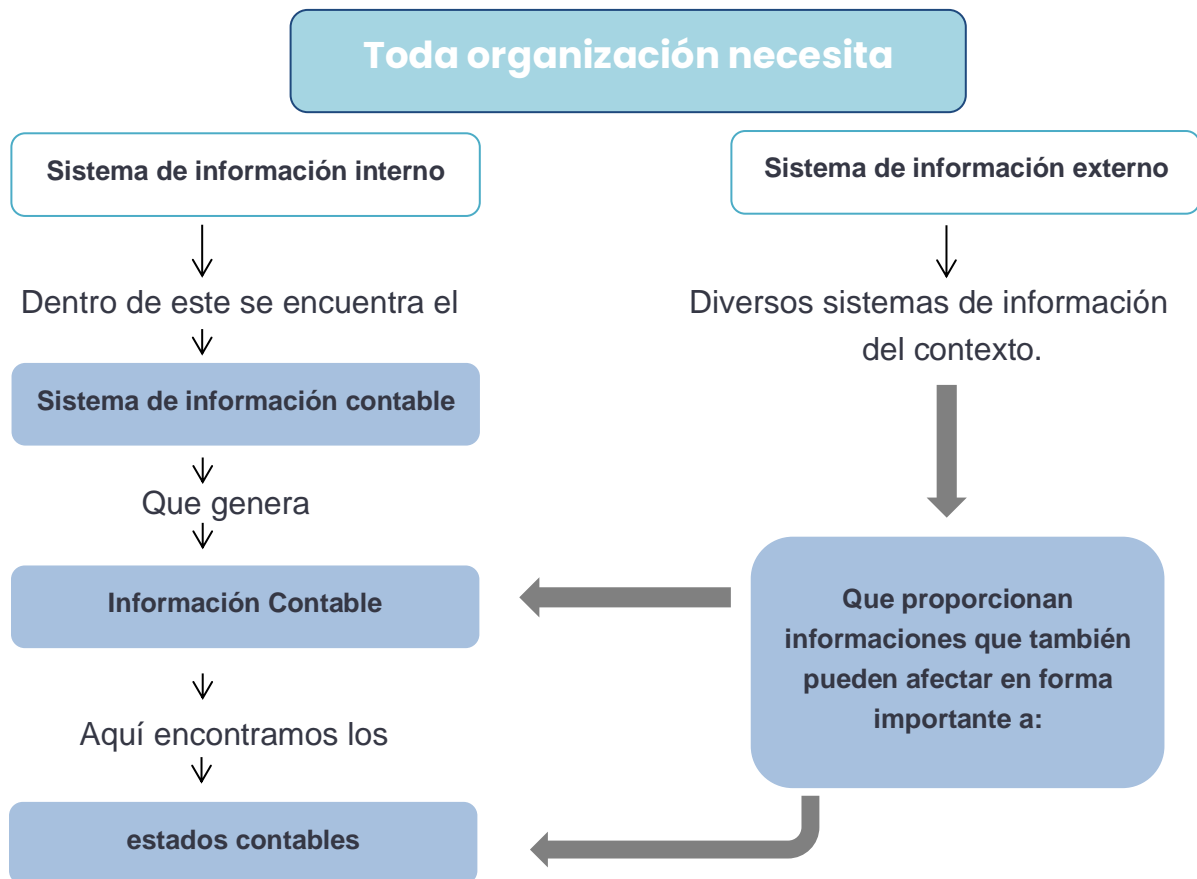 Toda organización necesita
Sistema de información interno
Dentro de este se encuentra el
Sistema de información contable
Que genera
Información Contable
Aquí encontramos los
estados contables
Sistema de información externo
Diversos sistemas de información
del contexto.
Que proporcionan
informaciones que también
pueden afectar en forma
importante a: